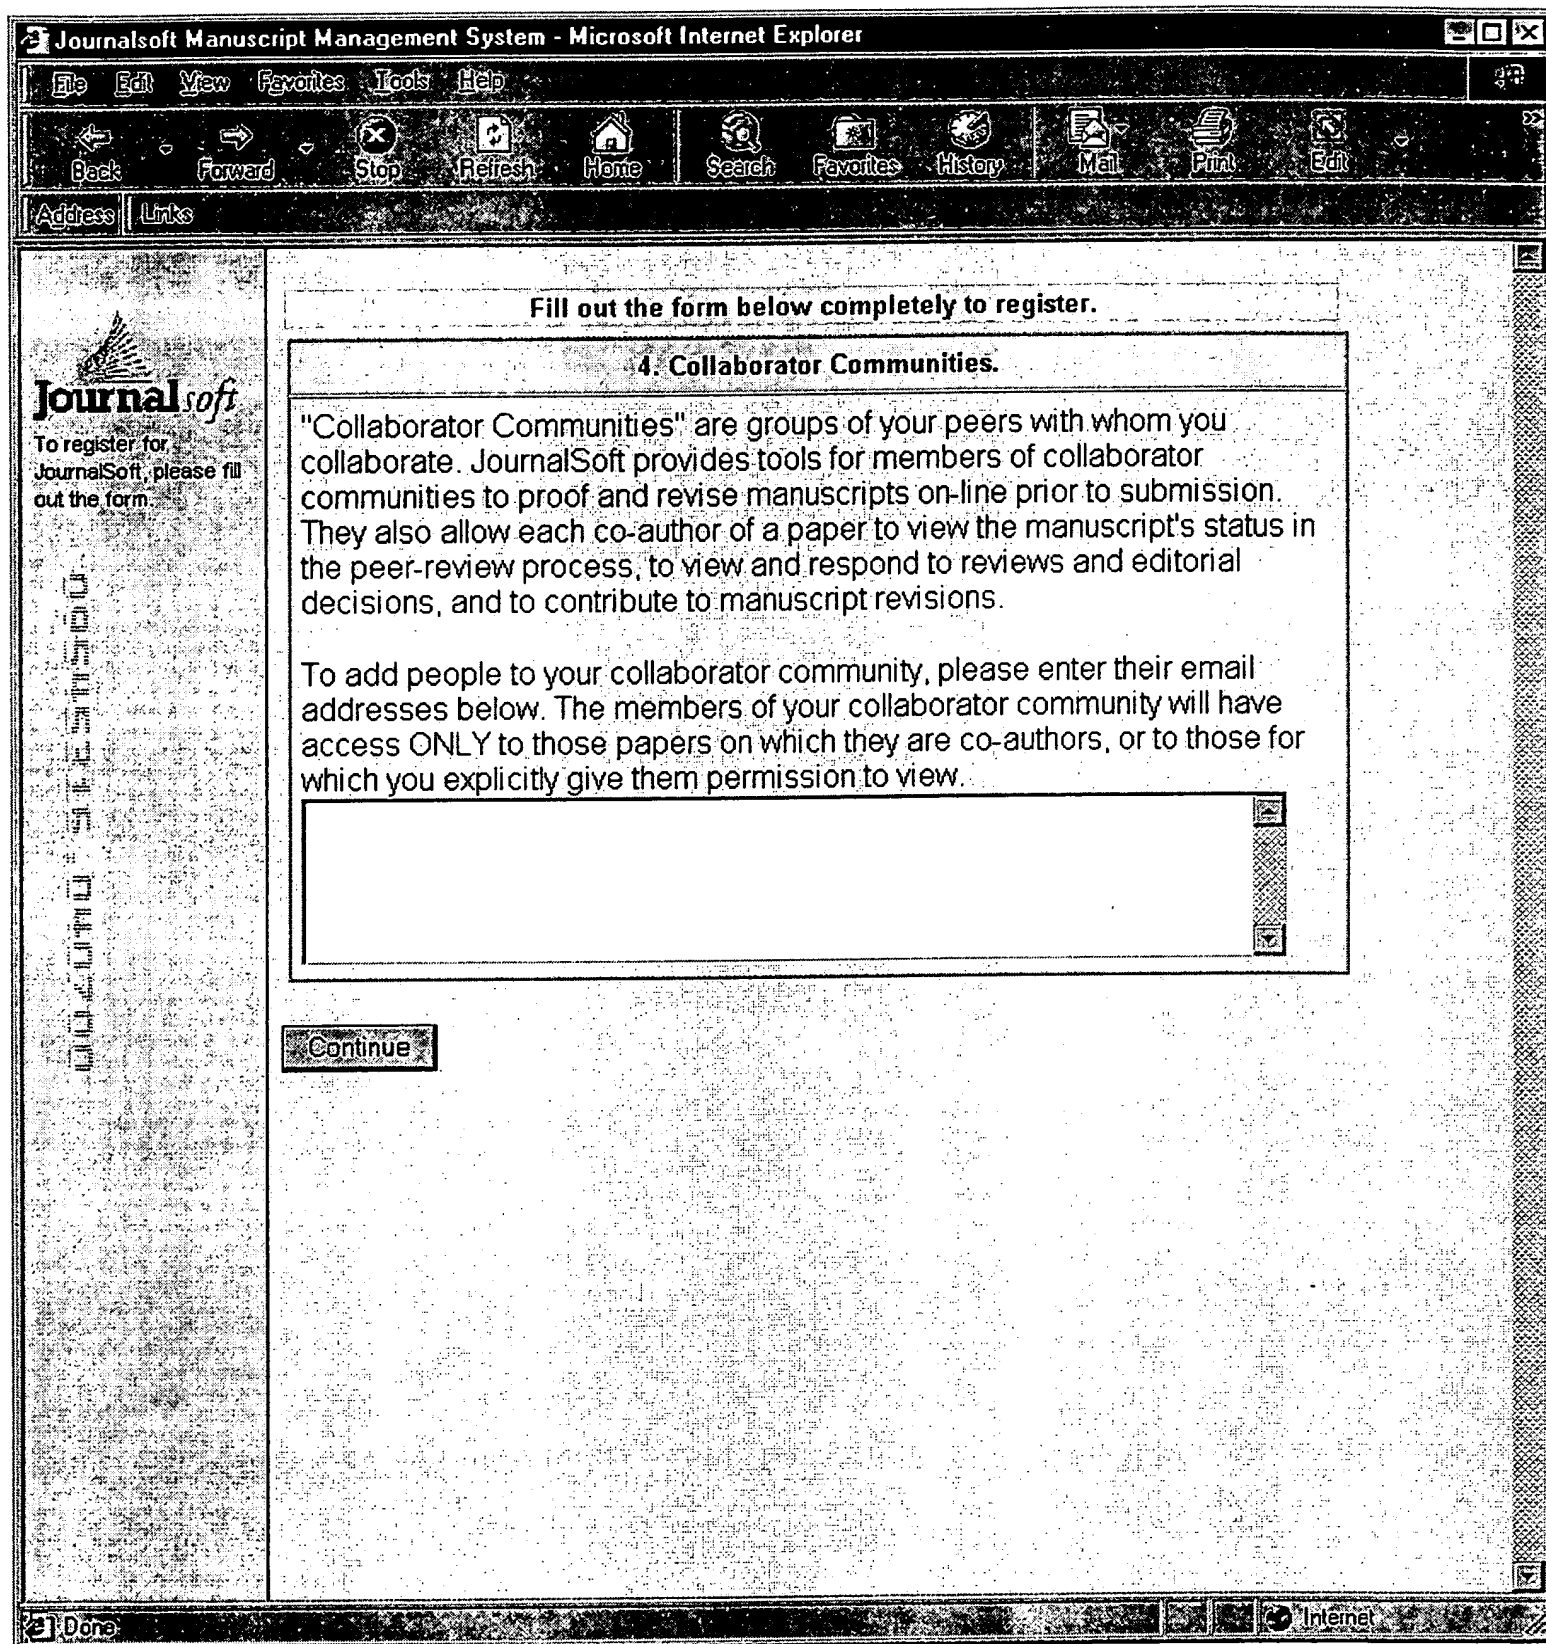 Journalsoft Manuscript Management System - Microsoft Internet Explorer
File Edit View Favorites Tools Help
Back Forward Stop Refresh Home Search Favorites History Mail Print Edit
Address Links
Journalsoft
To register for
JournalSoft, please fill
out the form.
Fill out the form below completely to register.
4. Collaborator Communities.
"Collaborator Communities" are groups of your peers with whom you
collaborate. JournalSoft provides tools for members of collaborator
communities to proof and revise manuscripts on-line prior to submission.
They also allow each co-author of a paper to view the manuscript's status in
the peer-review process, to view and respond to reviews and editorial
decisions, and to contribute to manuscript revisions.
To add people to your collaborator community, please enter their email
addresses below. The members of your collaborator community will have
access ONLY to those papers on which they are co-authors, or to those for
which you explicitly give them permission to view.
Continue
Done
Internet